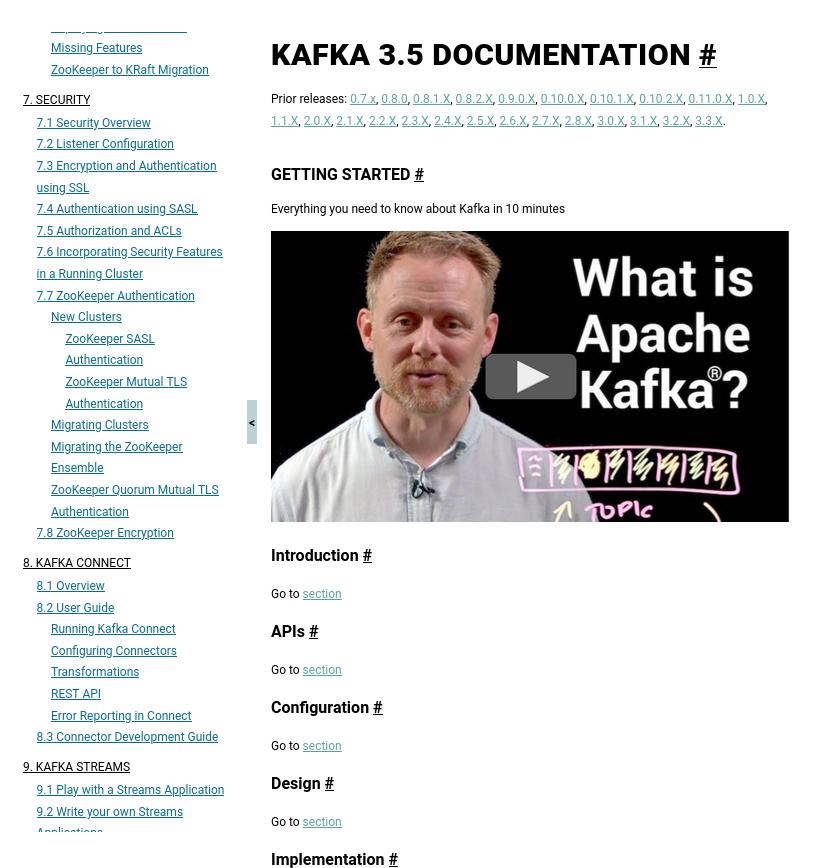 Missing Features
ZooKeeper to KRaft Migration
7. SECURITY
7.1 Security Overview
7.2 Listener Configuration
7.3 Encryption and Authentication
using SSL
7.4 Authentication using SASL
7.5 Authorization and ACLs
7.6 Incorporating Security Features
in a Running Cluster
7.7 ZooKeeper Authentication
New Clusters
ZooKeeper SASL
Authentication
ZooKeeper Mutual TLS
Authentication
Migrating Clusters
Migrating the ZooKeeper
Ensemble
ZooKeeper Quorum Mutual TLS
Authentication
7.8 ZooKeeper Encryption
8. KAFKA CONNECT
8.1 Overview
8.2 User Guide
Running Kafka Connect
Configuring Connectors
Transformations
REST API
Error Reporting in Connect
8.3 Connector Development Guide
9. KAFKA STREAMS
9.1 Play with a Streams Application
9.2 Write your own Streams
Applications
<
KAFKA 3.5 DOCUMENTATION #
Prior releases: 0.7.x, 0.8.0, 0.8.1.X, 0.8.2.X, 0.9.0.X, 0.10.0.X, 0.10.1.X, 0.10.2.X, 0.11.0.X, 1.0.X,
1.1.X, 2.0.X, 2.1.X, 2.2.X, 2.3.X, 2.4.X, 2.5.X, 2.6.X, 2.7.X, 2.8.X, 3.0.X, 3.1.X, 3.2.X, 3.3.X.
GETTING STARTED #
Everything you need to know about Kafka in 10 minutes
What is
Apache
Kafka®?
TOPIC
Introduction #
Go to section
APIs #
Go to section
Configuration #
Go to section
Design #
Go to section
Implementation #